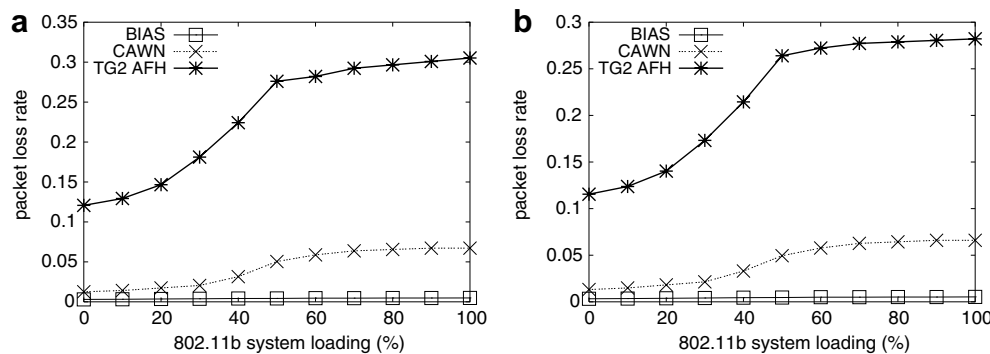 a
0.35
0.3
0.25
0.2
0.15
0.1
0.05
0
packet loss rate
BIAS
CAWN
TG2 AFH
0 20 40 60 80 100
802.11b system loading (%)
b
0.3
0.25
0.2
0.15
0.1
0.05
0
packet loss rate
BIAS
CAWN
TG2 AFH
0 20 40 60 80 100
802.11b system loading (%)